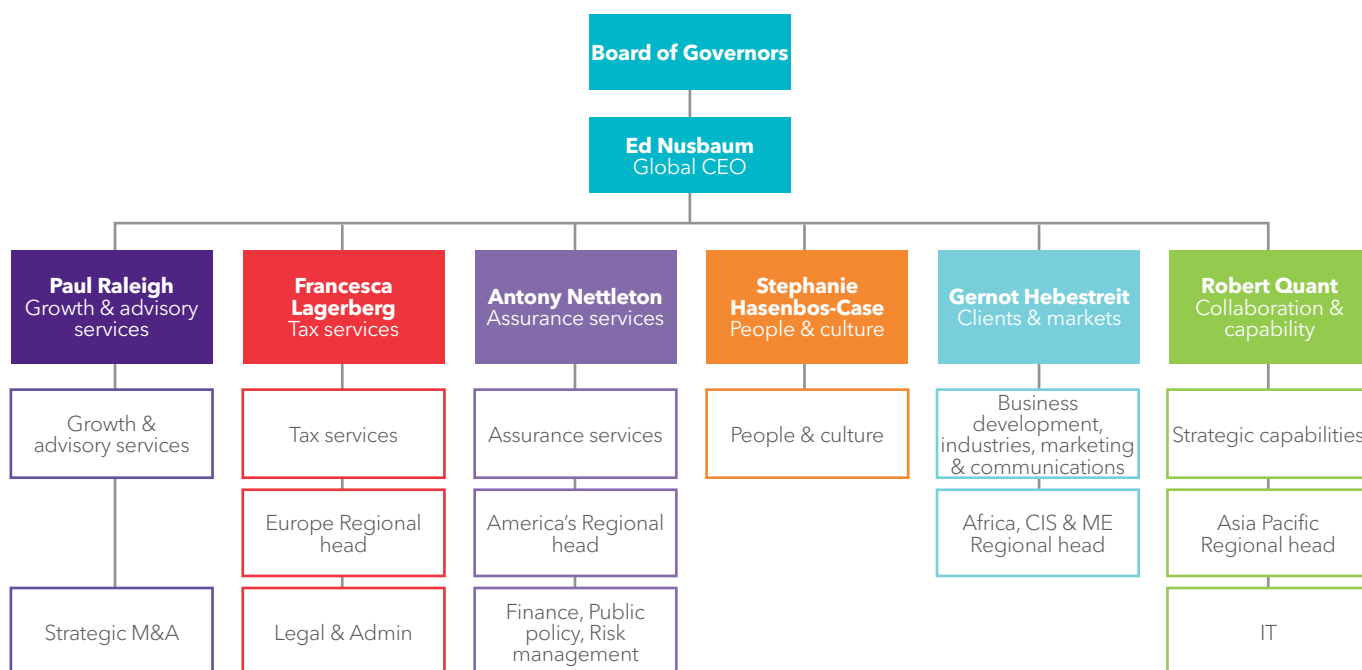 Board of Governors
Ed Nusbaum
Global CEO
Paul Raleigh
Growth & advisory
services
Francesca
Lagerberg
Tax services
Antony Nettleton
Assurance services
Stephanie
Hasenbos-Case
People & culture
Gernot Hebestreit
Clients & markets
Robert Quant
Collaboration &
capability
Growth &
advisory services
Tax services
Assurance services
People & culture
Business
development,
industries, marketing
& communications
Strategic capabilities
Europe Regional
head
America's Regional
head
Africa, CIS & ME
Regional head
Asia Pacific
Regional head
Strategic M&A
Legal & Admin
Finance, Public
policy, Risk
management
IT